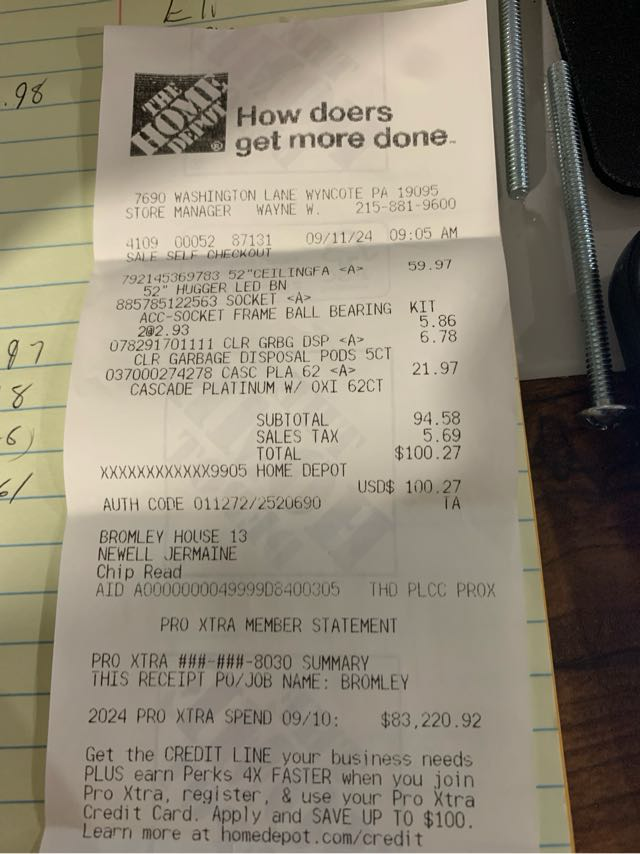 .98
THE
HOME
DEPOT
How doers
get more done™
7690 WASHINGTON LANE WYNCOTE PA 19095
STORE MANAGER WAYNE W. 215-881-9600
4109 00052 87131 09/11/24 09:05 AM
SALE SELF CHECKOUT
792145369783 52"CEILINGFA <A> 59.97
52" HUGGER LED BN
885785122563 SOCKET <A>
ACC-SOCKET FRAME BALL BEARING KIT
2@2.93 5.86
078291701111 CLR GRBG DSP <A> 6.78
CLR GARBAGE DISPOSAL PODS 5CT
037000274278 CASC PLA 62 <A> 21.97
CASCADE PLATINUM W/ OXI 62CT
SUBTOTAL 94.58
SALES TAX 5.69
TOTAL $100.27
XXXXXXXXXXXX9905 HOME DEPOT
USD$ 100.27
AUTH CODE 011272/2520690 TA
BROMLEY HOUSE 13
NEWELL JERMAINE
Chip Read
AID A0000000049999D8400305 THD PLCC PROX
PRO XTRA MEMBER STATEMENT
PRO XTRA ###-###-8030 SUMMARY
THIS RECEIPT PO/JOB NAME: BROMLEY
2024 PRO XTRA SPEND 09/10: $83,220.92
Get the CREDIT LINE your business needs
PLUS earn Perks 4X FASTER when you join
Pro Xtra, register, & use your Pro Xtra
Credit Card. Apply and SAVE UP TO $100.
Learn more at homedepot.com/credit